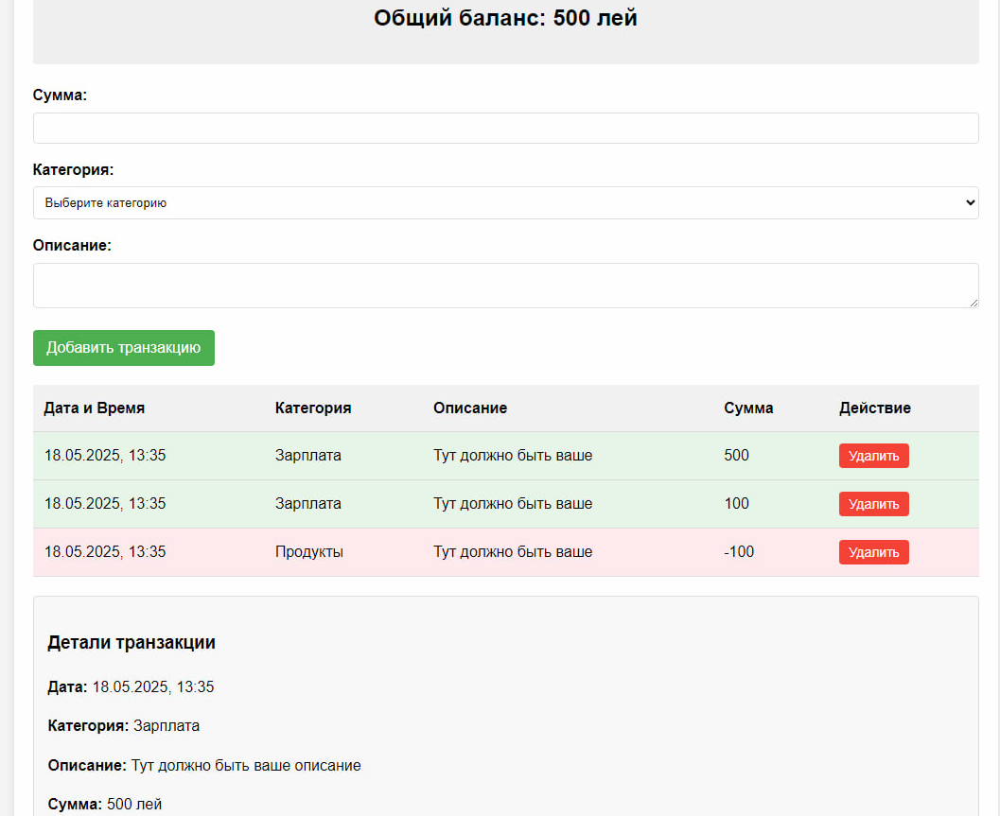 Общий баланс: 500 лей
Сумма:
Категория:
Выберите категорию
Описание:
Добавить транзакцию
Дата и Время Категория Описание Сумма Действие
18.05.2025, 13:35 Зарплата Тут должно быть ваше 500 Удалить
18.05.2025, 13:35 Зарплата Тут должно быть ваше 100 Удалить
18.05.2025, 13:35 Продукты Тут должно быть ваше -100 Удалить
Детали транзакции
Дата: 18.05.2025, 13:35
Категория: Зарплата
Описание: Тут должно быть ваше описание
Сумма: 500 лей